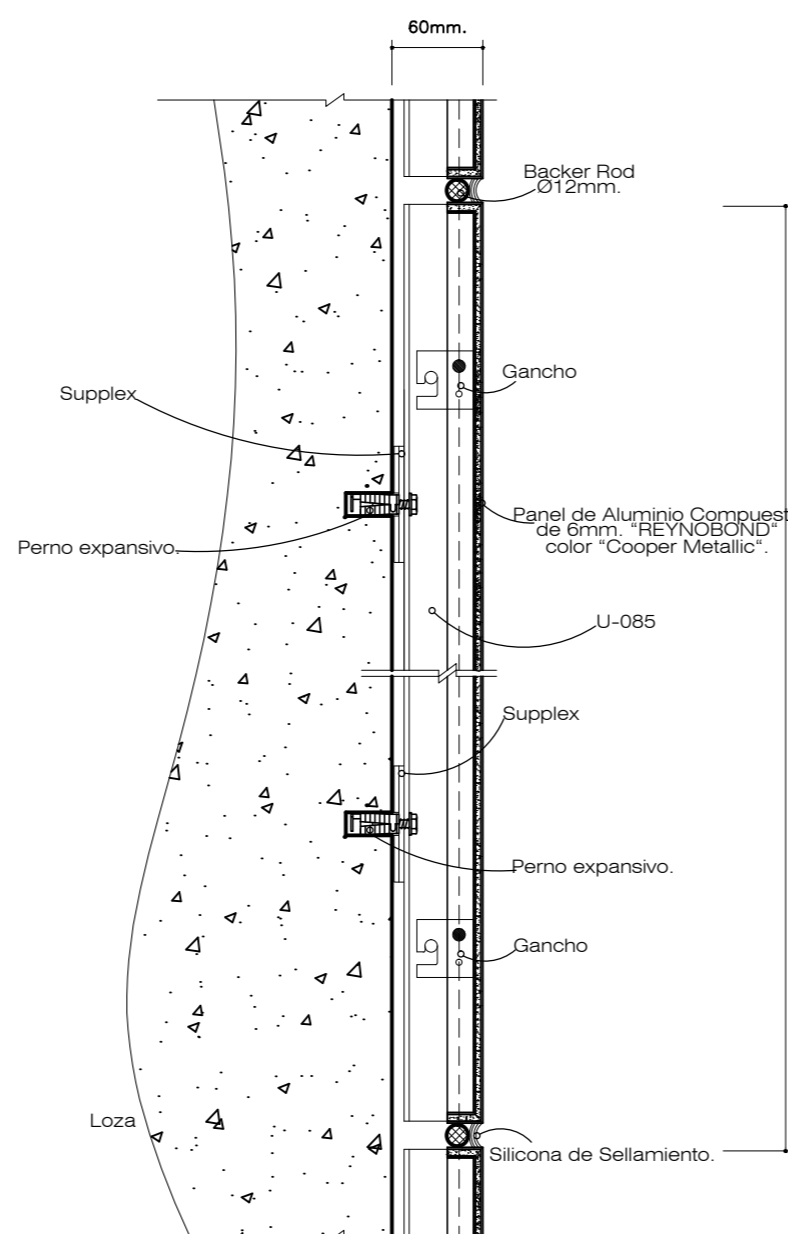 60mm.
Backer Rod
Ø12mm.
Gancho
Supplex
Panel de Aluminio Compuest
de 6mm. "REYNOBOND"
color "Cooper Metallic".
Perno expansivo.
U-085
Supplex
Perno expansivo.
Gancho
Loza
Silicona de Sellamiento.